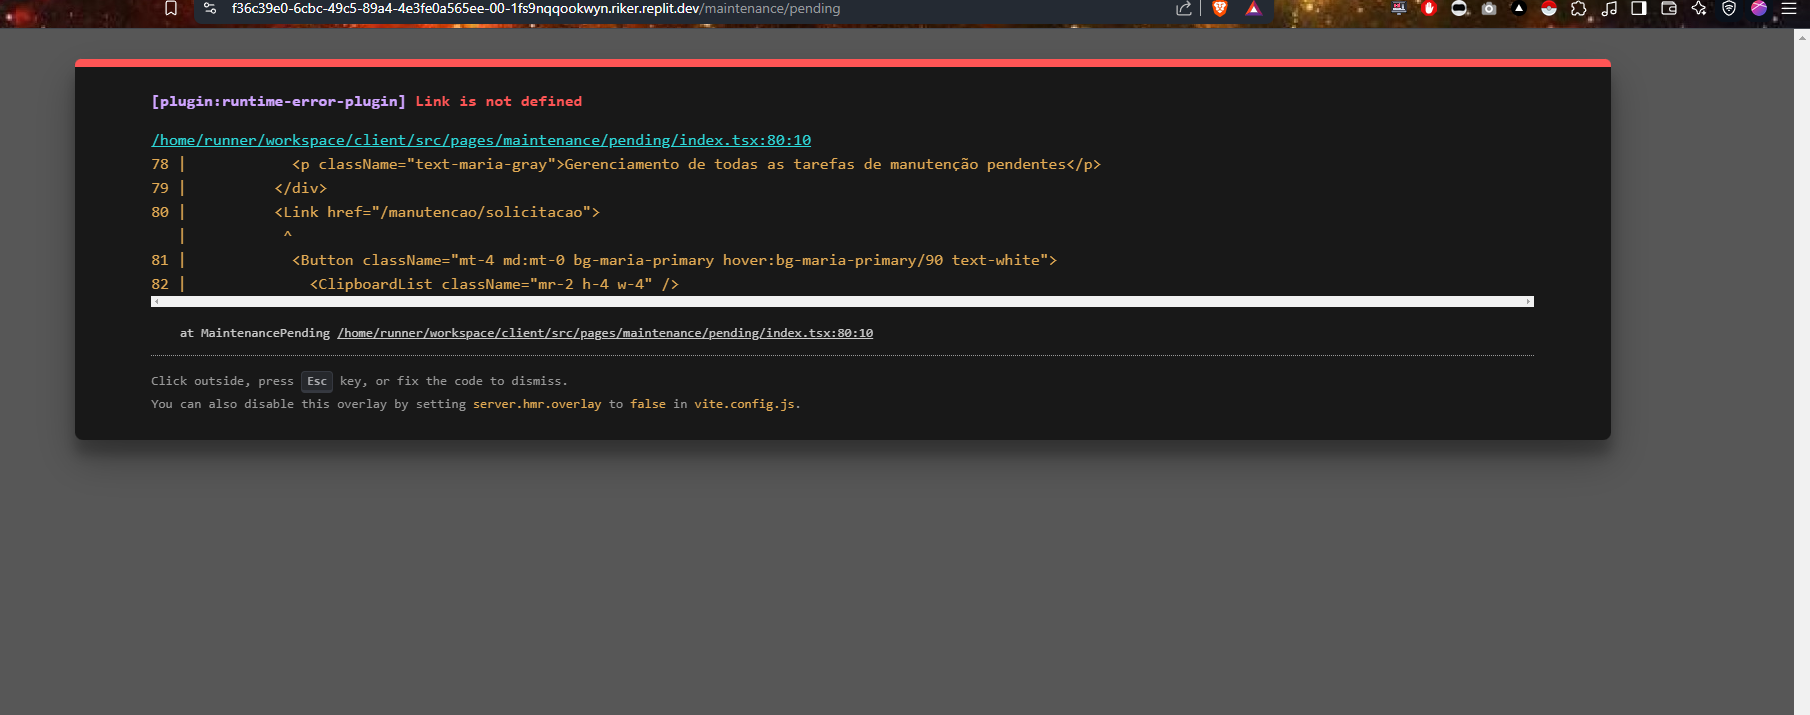 f36c39e0-6cbc-49c5-89a4-4e3fe0a565ee-00-1fs9nqqookwyn.riker.replit.dev/maintenance/pending
[plugin:runtime-error-plugin] Link is not defined
/home/runner/workspace/client/src/pages/maintenance/pending/index.tsx:80:10
78 | <p className="text-maria-gray">Gerenciamento de todas as tarefas de manutenção pendentes</p>
79 | </div>
80 | <Link href="/manutencao/solicitacao">
| ^
81 | <Button className="mt-4 md:mt-0 bg-maria-primary hover:bg-maria-primary/90 text-white">
82 | <ClipboardList className="mr-2 h-4 w-4" />
at MaintenancePending /home/runner/workspace/client/src/pages/maintenance/pending/index.tsx:80:10
Click outside, press Esc key, or fix the code to dismiss.
You can also disable this overlay by setting server.hmr.overlay to false in vite.config.js.